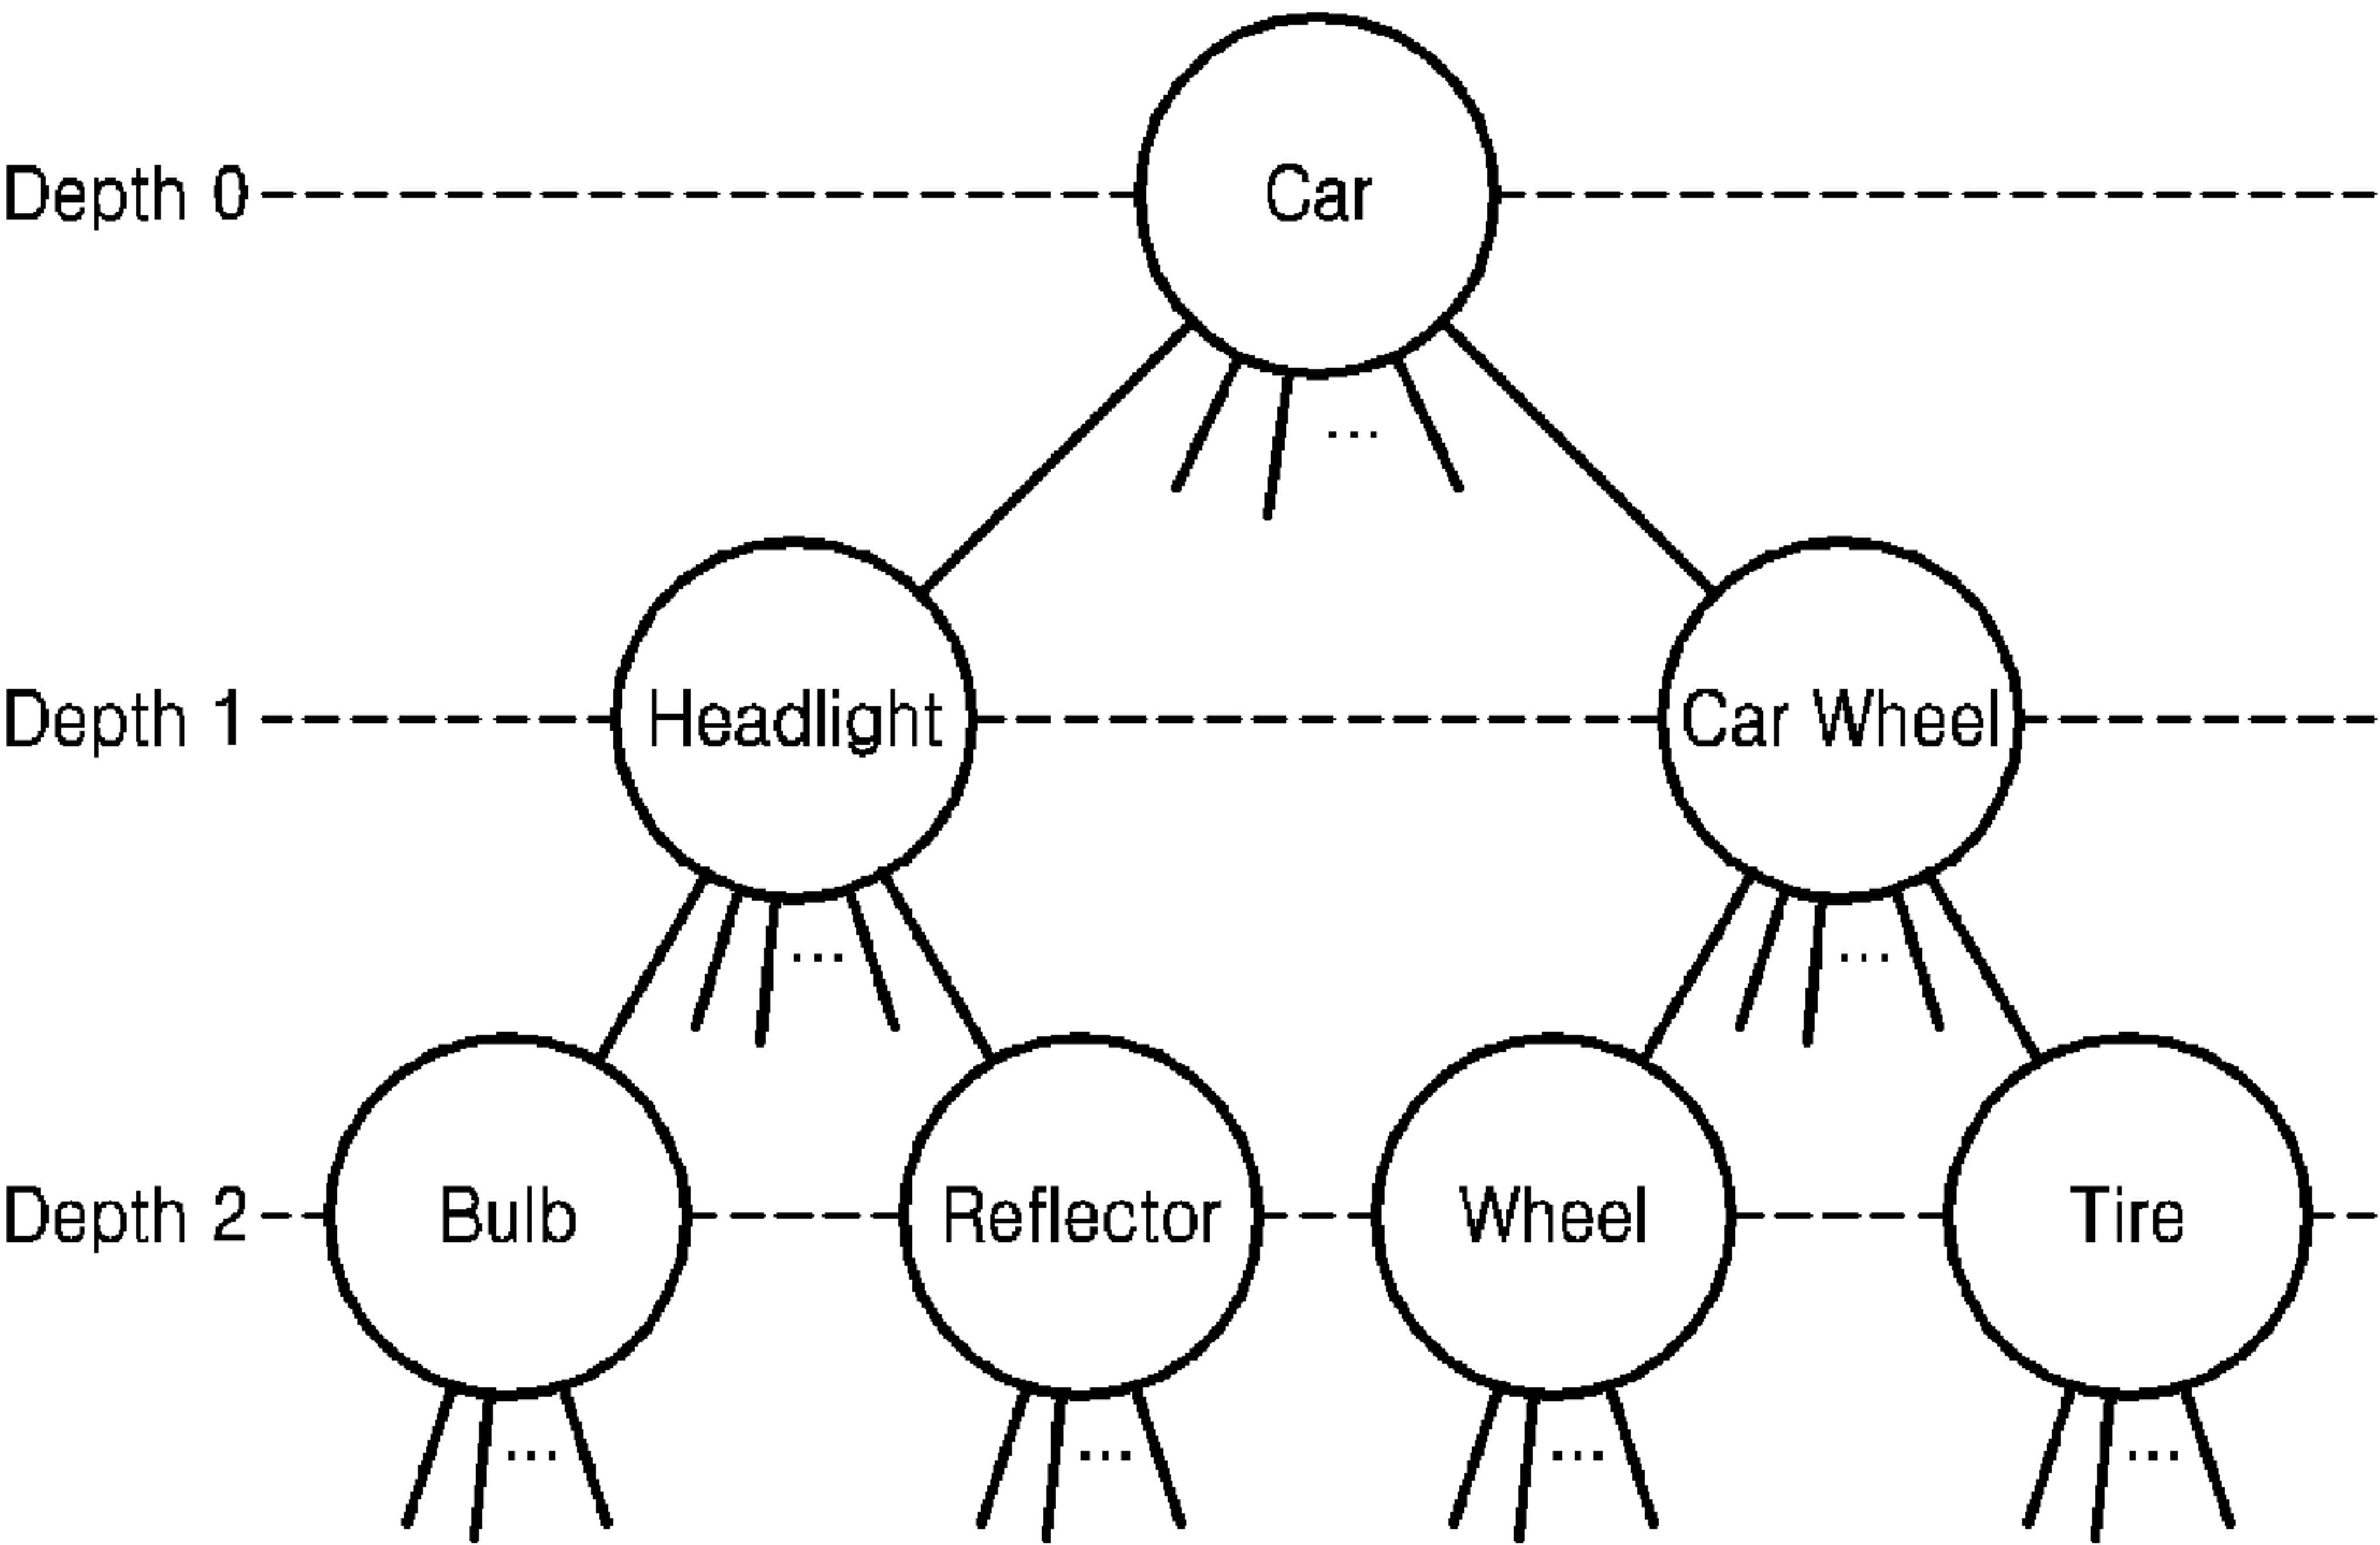 Depth 0
Car
...
Depth 1
Headlight
Car Wheel
...
...
Depth 2
Bulb
Reflector
Wheel
Tire
...
...
...
...